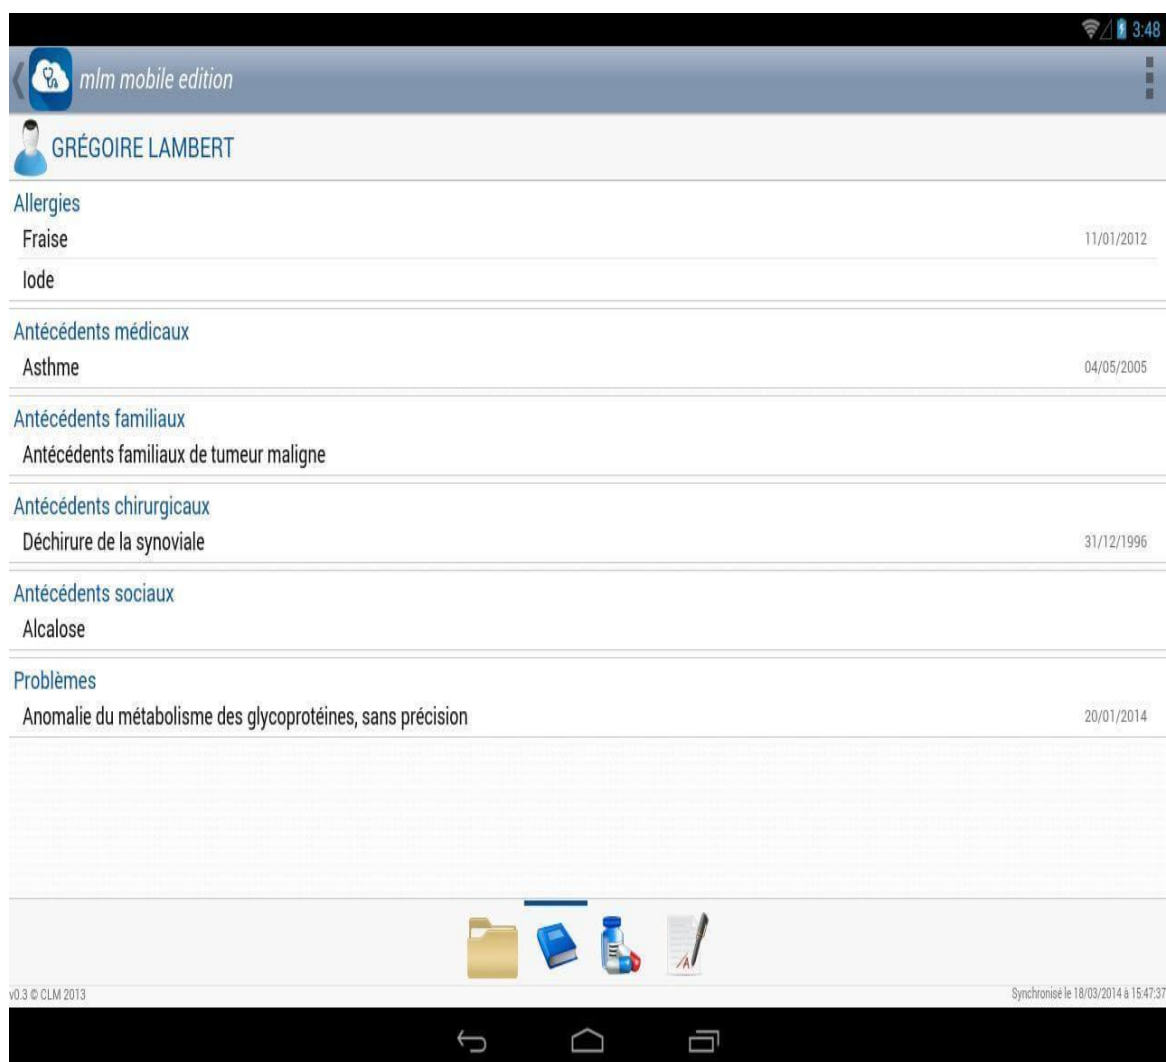 3:48
mlm mobile edition
GRÉGOIRE LAMBERT
Allergies
Fraise 11/01/2012
Iode
Antécédents médicaux
Asthme 04/05/2005
Antécédents familiaux
Antécédents familiaux de tumeur maligne
Antécédents chirurgicaux
Déchirure de la synoviale 31/12/1996
Antécédents sociaux
Alcalose
Problèmes
Anomalie du métabolisme des glycoprotéines, sans précision 20/01/2014
v0.3 © CLM 2013 Synchronisé le 18/03/2014 à 15:47:37